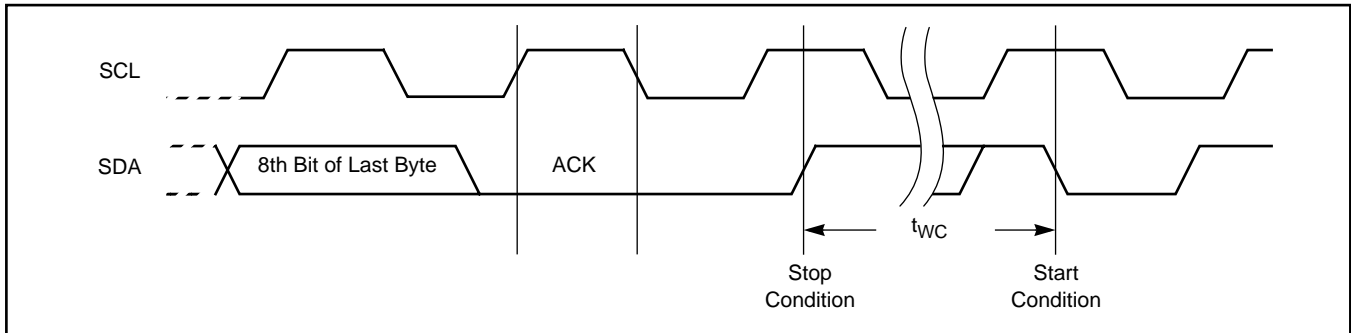 SCL
SDA
8th Bit of Last Byte
ACK
tWC
Stop
Condition
Start
Condition